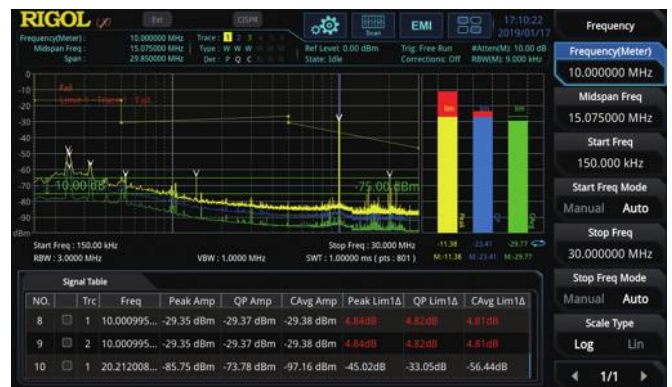 RIGOL Ext CISPR Scan EMI 17:10:22
2019/01/17
Frequency(Meter): 10.000000 MHz Trace: 1 2 3 4 5 6 Ref Level: 0.00 dBm Trig: Free Run #Atten(M): 10.00 dB
Midspan Freq: 15.075000 MHz Type: W W W State: Idle Corrections: Off RBW(M): 9.000 kHz
Span: 29.850000 MHz Det: P Q C
0
-10
-20
-30
-40
-50
-60
-70
-80
-90
dBm
Fail
10.00 dB
-75.00 dBm
lim lim lim
Peak
CAvg
Start Freq : 150.00 kHz Stop Freq : 30.000 MHz
RBW : 3.0000 MHz VBW : 1.0000 MHz SWT : 1.00000 ms ( pts : 801 )
-11.38 -23.41 -29.77
M:-11.38 M:-23.41 M:-29.77
Signal Table
NO. Trc Freq Peak Amp QP Amp CAvg Amp Peak Lim1Δ QP Lim1Δ CAvg Lim1Δ
8 1 10.000995... -29.35 dBm -29.37 dBm -29.38 dBm 4.84dB 4.82dB 4.81dB
9 2 10.000995... -29.35 dBm -29.37 dBm -29.38 dBm 4.84dB 4.82dB 4.81dB
10 1 20.212008... -85.75 dBm -73.78 dBm -97.16 dBm -45.02dB -33.05dB -56.44dB
Frequency
Frequency(Meter)
10.000000 MHz
Midspan Freq
15.075000 MHz
Start Freq
150.000 kHz
Start Freq Mode
Manual Auto
Stop Freq
30.000000 MHz
Stop Freq Mode
Manual Auto
Scale Type
Log Lin
1/1